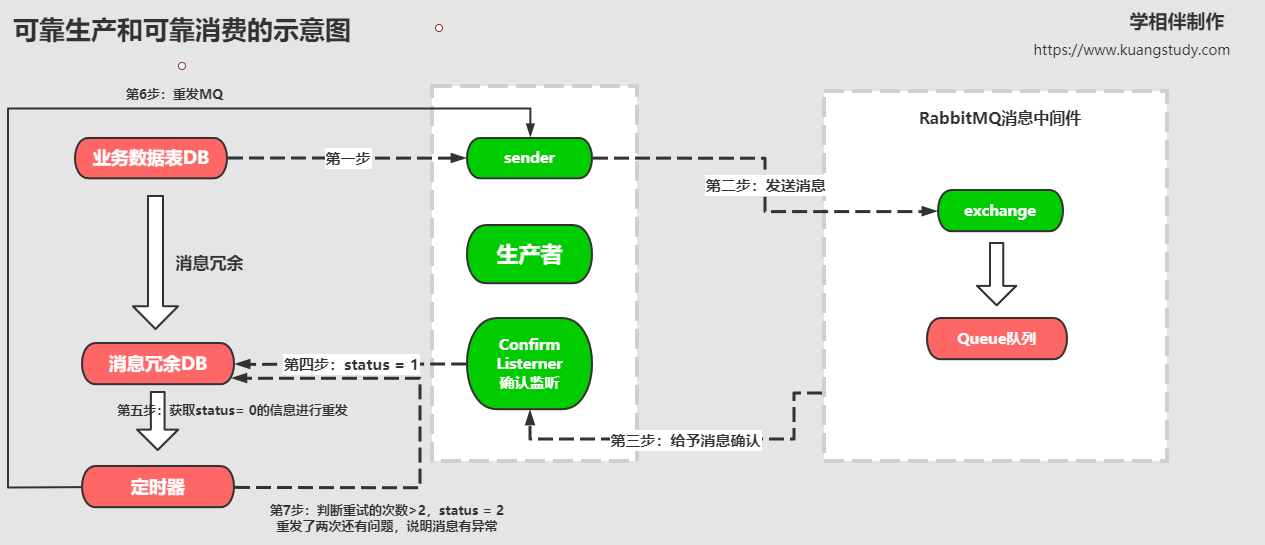 可靠生产和可靠消费的示意图
学相伴制作
https://www.kuangstudy.com
第6步：重发MQ
RabbitMQ消息中间件
业务数据表DB
第一步
sender
第二步：发送消息
exchange
生产者
消息冗余
Queue队列
Confirm
Listerner
确认监听
消息冗余DB
第四步：status = 1
第五步：获取status= 0的信息进行重发
第三步：给予消息确认
定时器
第7步：判断重试的次数>2，status = 2
重发了两次还有问题，说明消息有异常